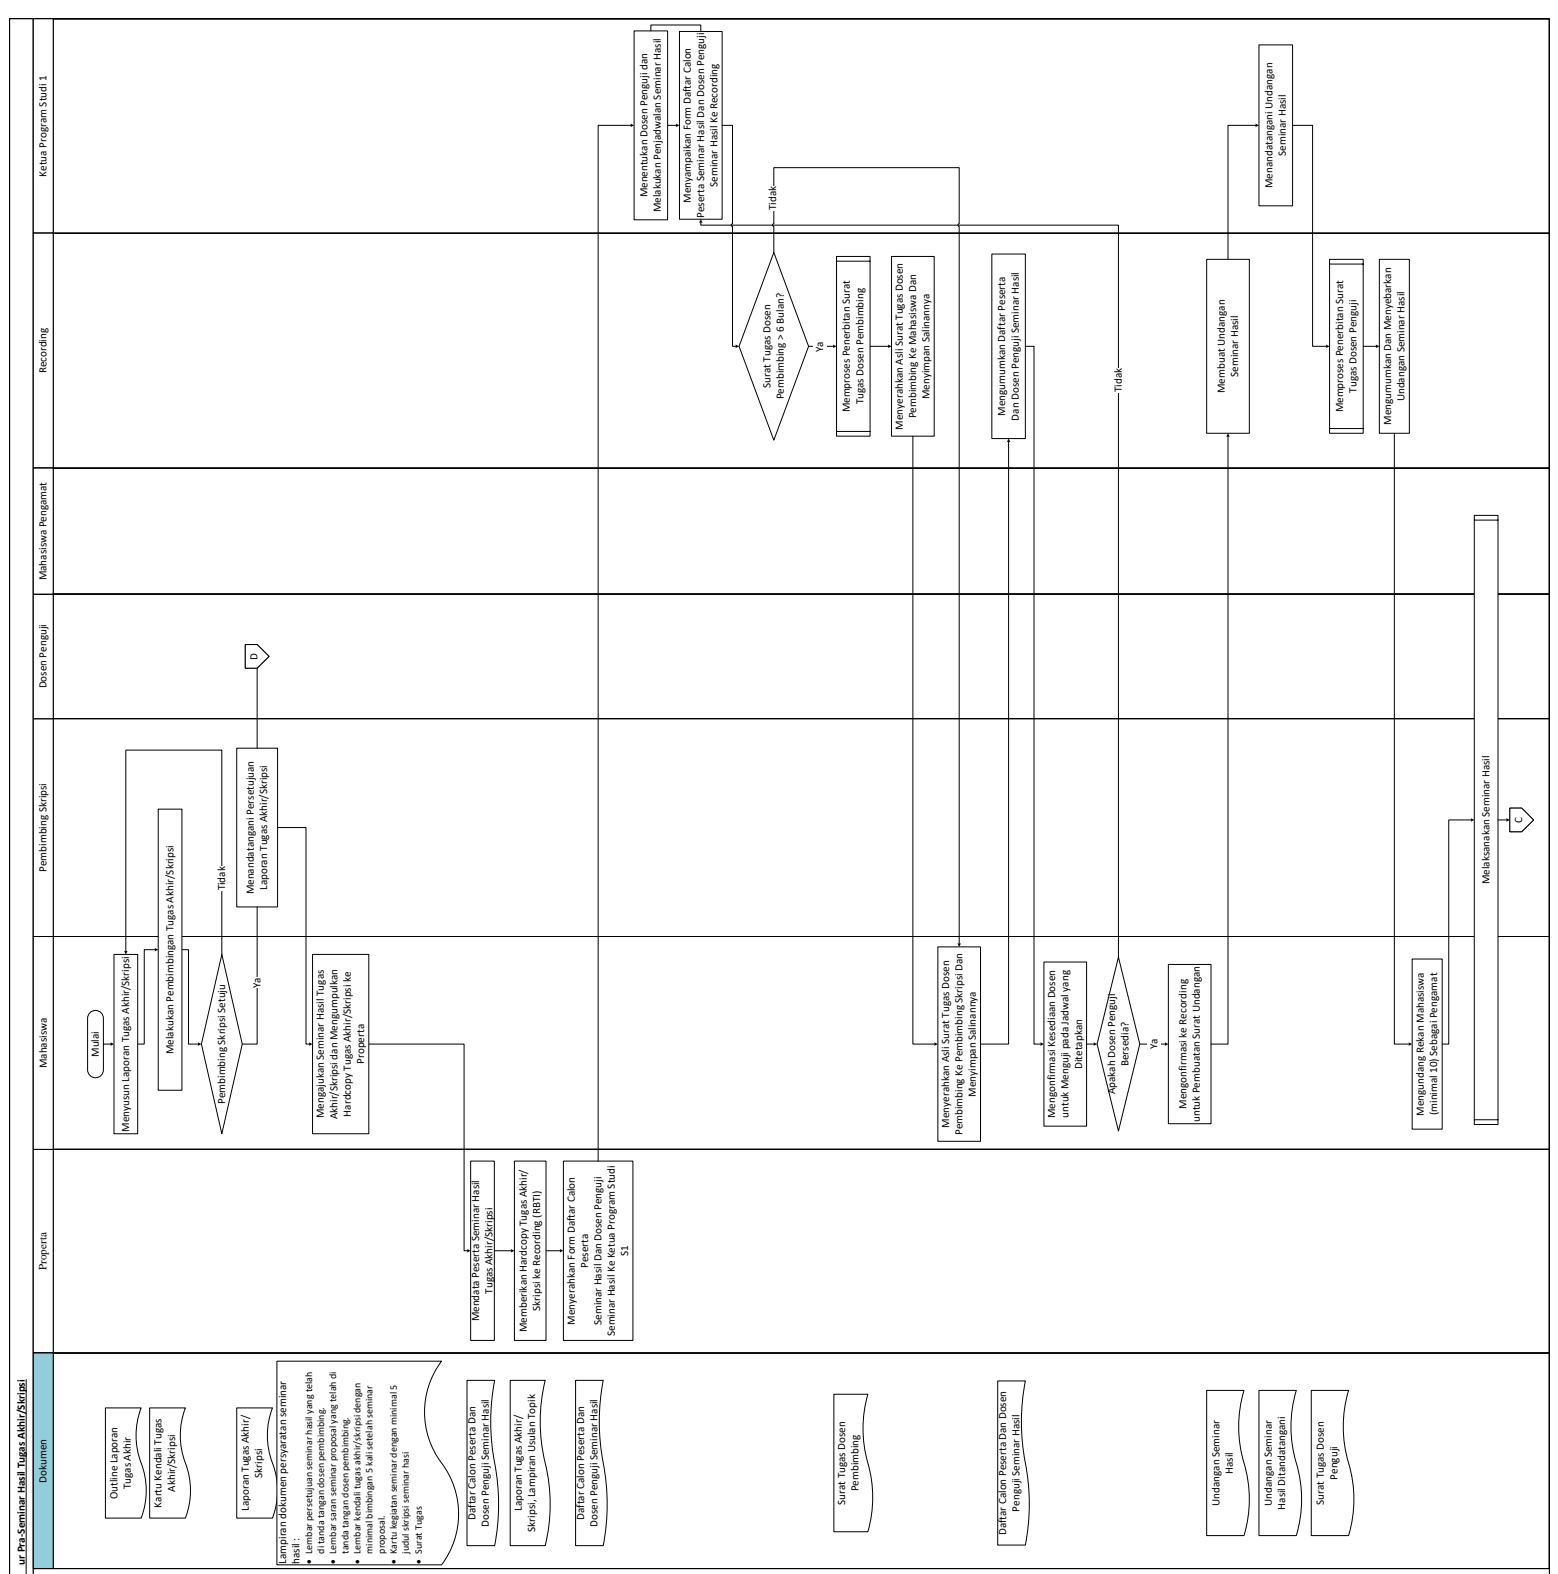 ur Pra-Seminar Hasil Tugas Akhir/Skripsi
Dokumen
Properta
Mahasiswa
Pembimbing Skripsi
Dosen Penguji
Mahasiswa Pengamat
Recording
Ketua Program Studi 1
Mulai
Outline Laporan
Tugas Akhir
Menyusun Laporan Tugas Akhir/Skripsi
Kartu Kendali Tugas
Akhir/Skripsi
Melakukan Pembimbingan Tugas Akhir/Skripsi
Pembimbing Skripsi Setuju
Tidak
Ya
Laporan Tugas Akhir/
Skripsi
Menandatangani Persetujuan
Laporan Tugas Akhir/Skripsi
D
Lampiran dokumen persyaratan seminar
hasil :
• Lembar persetujuan seminar hasil yang telah
di tanda tangan dosen pembimbing.
• Lembar saran seminar proposal yang telah di
tanda tangan dosen pembimbing.
• Lembar kendali tugas akhir/skripsi dengan
minimal bimbingan 5 kali setelah seminar
proposal.
• Kartu kegiatan seminar dengan minimal 5
judul skripsi seminar hasi
• Surat Tugas
Mengajukan Seminar Hasil Tugas
Akhir/Skripsi dan Mengumpulkan
Hardcopy Tugas Akhir/Skripsi ke
Properta
Daftar Calon Peserta Dan
Dosen Penguji Seminar Hasil
Mendata Peserta Seminar Hasil
Tugas Akhir/Skripsi
Laporan Tugas Akhir/
Skripsi, Lampiran Usulan Topik
Memberikan Hardcopy Tugas Akhir/
Skripsi ke Recording (RBTI)
Daftar Calon Peserta Dan
Dosen Penguji Seminar Hasil
Menyerahkan Form Daftar Calon
Peserta
Seminar Hasil Dan Dosen Penguji
Seminar Hasil Ke Ketua Program Studi
S1
Menentukan Dosen Penguji dan
Melakukan Penjadwalan Seminar Hasil
Menyampaikan Form Daftar Calon
Peserta Seminar Hasil Dan Dosen Penguji
Seminar Hasil Ke Recording
Surat Tugas Dosen
Pembimbing > 6 Bulan?
Tidak
Ya
Surat Tugas Dosen
Pembimbing
Memproses Penerbitan Surat
Tugas Dosen Pembimbing
Menyerahkan Asli Surat Tugas Dosen
Pembimbing Ke Mahasiswa Dan
Menyimpan Salinannya
Menyerahkan Asli Surat Tugas Dosen
Pembimbing Ke Pembimbing Skripsi Dan
Menyimpan Salinannya
Daftar Calon Peserta Dan Dosen
Penguji Seminar Hasil
Mengumumkan Daftar Peserta
Dan Dosen Penguji Seminar Hasil
Mengonfirmasi Kesediaan Dosen
untuk Menguji pada Jadwal yang
Ditetapkan
Apakah Dosen Penguji
Bersedia?
Tidak
Ya
Mengonfirmasi ke Recording
untuk Pembuatan Surat Undangan
Undangan Seminar
Hasil
Membuat Undangan
Seminar Hasil
Undangan Seminar
Hasil Ditandatangani
Menandatangani Undangan
Seminar Hasil
Surat Tugas Dosen
Penguji
Memproses Penerbitan Surat
Tugas Dosen Penguji
Mengumumkan Dan Menyebarkan
Undangan Seminar Hasil
Mengundang Rekan Mahasiswa
(minimal 10) Sebagai Pengamat
Melaksanakan Seminar Hasil
C